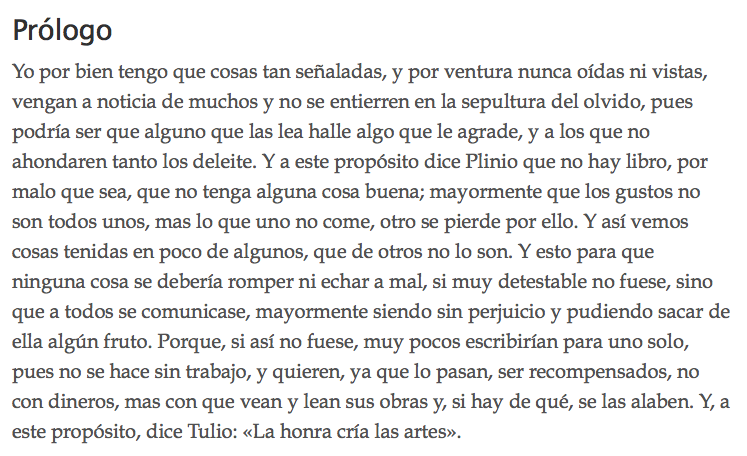 Prólogo
Yo por bien tengo que cosas tan señaladas, y por ventura nunca oídas ni vistas,
vengan a noticia de muchos y no se entierren en la sepultura del olvido, pues
podría ser que alguno que las lea halle algo que le agrade, y a los que no
ahondaren tanto los deleite. Y a este propósito dice Plinio que no hay libro, por
malo que sea, que no tenga alguna cosa buena; mayormente que los gustos no
son todos unos, mas lo que uno no come, otro se pierde por ello. Y así vemos
cosas tenidas en poco de algunos, que de otros no lo son. Y esto para que
ninguna cosa se debería romper ni echar a mal, si muy detestable no fuese, sino
que a todos se comunicase, mayormente siendo sin perjuicio y pudiendo sacar de
ella algún fruto. Porque, si así no fuese, muy pocos escribirían para uno solo,
pues no se hace sin trabajo, y quieren, ya que lo pasan, ser recompensados, no
con dineros, mas con que vean y lean sus obras y, si hay de qué, se las alaben. Y, a
este propósito, dice Tulio: «La honra cría las artes».